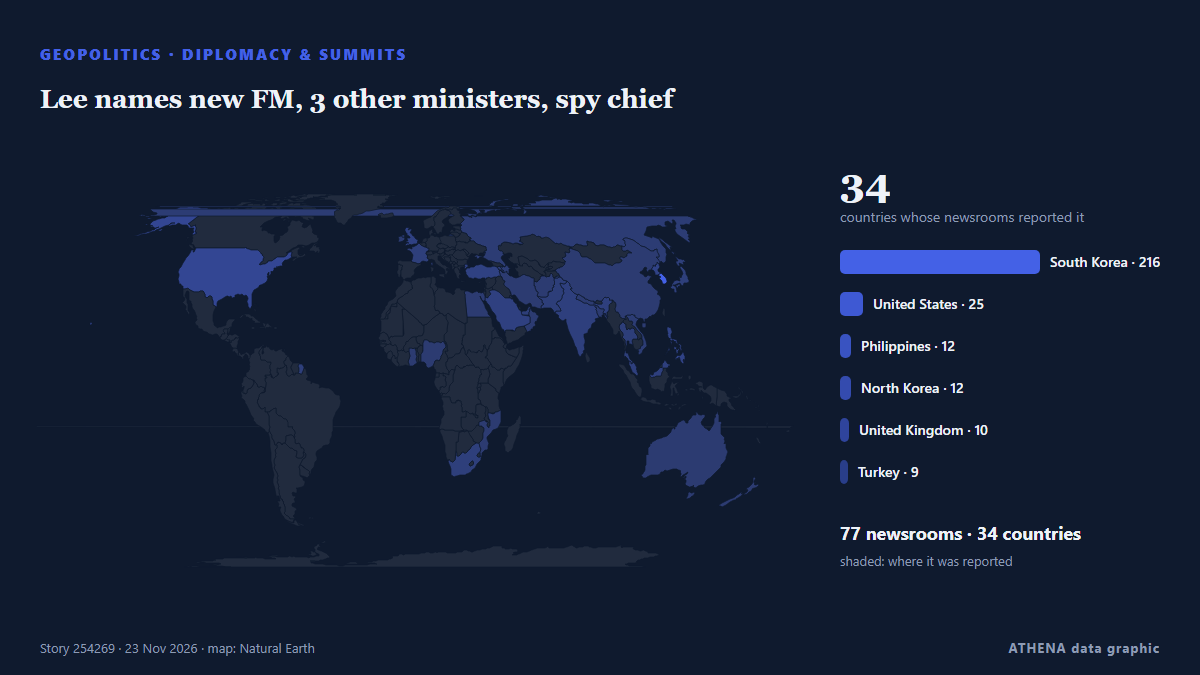 GEOPOLITICS · DIPLOMACY & SUMMITS
Lee names new FM, 3 other ministers, spy chief
34
countries whose newsrooms reported it
South Korea · 216
United States · 25
Philippines · 12
North Korea · 12
United Kingdom · 10
Turkey · 9
77 newsrooms · 34 countries
shaded: where it was reported
Story 254269 · 23 Nov 2026 · map: Natural Earth
ATHENA data graphic